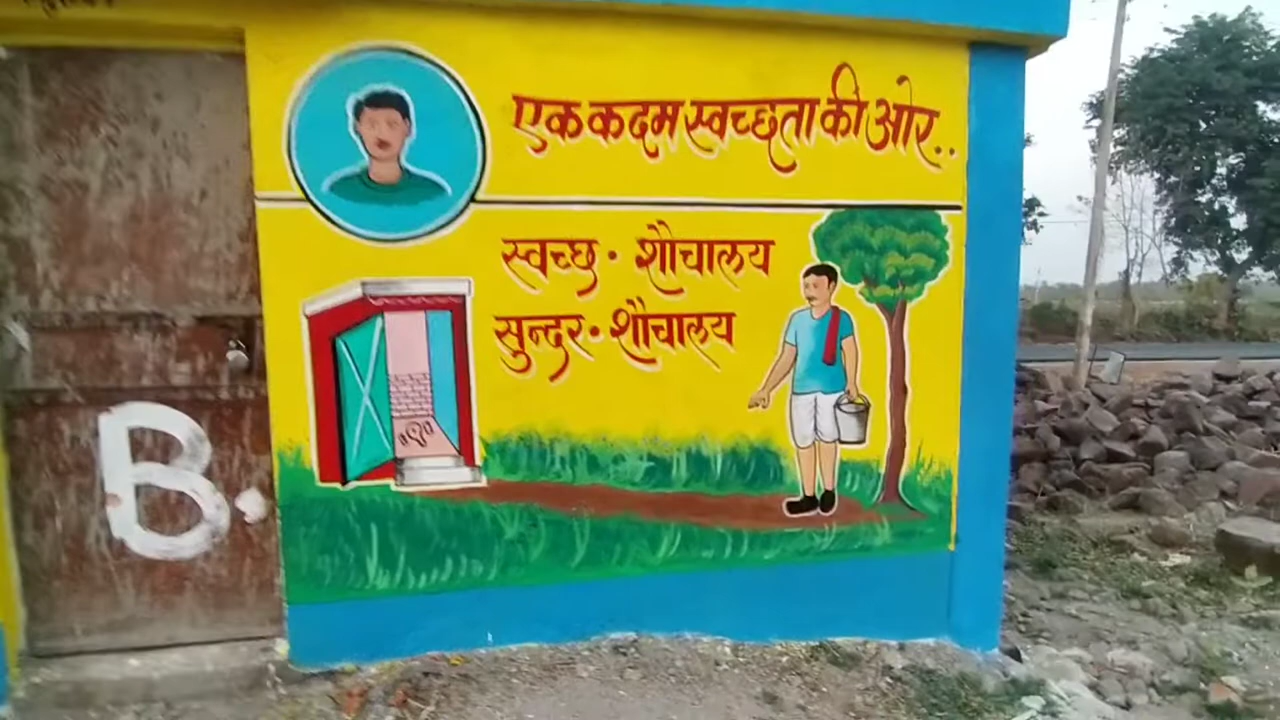 एक कदम स्वच्छता की ओर..
स्वच्छ • शौचालय
सुन्दर • शौचालय
B.